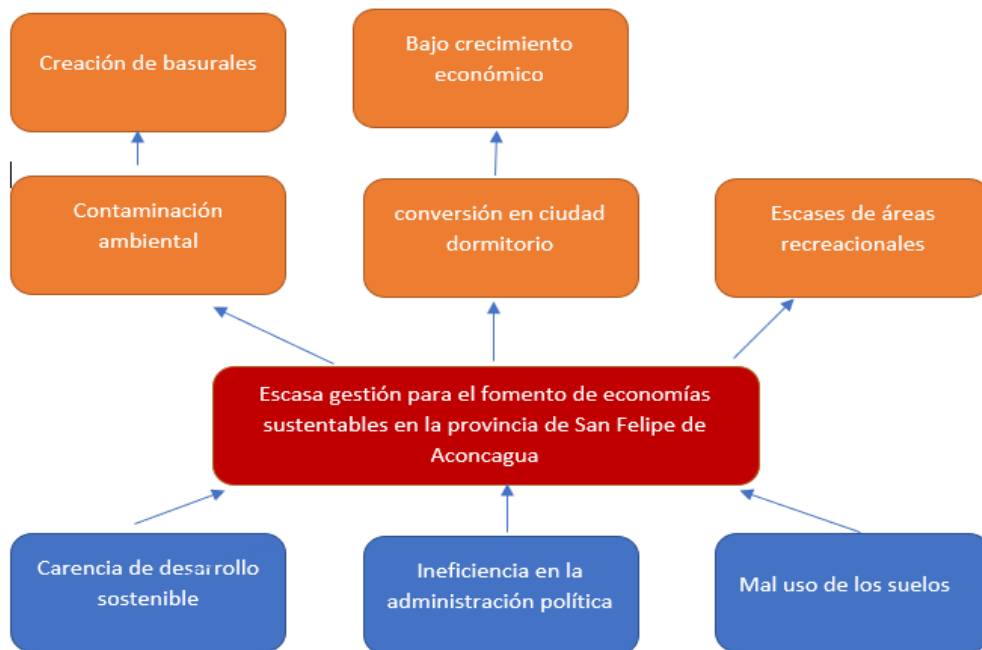 Creación de basurales
Bajo crecimiento
económico
Contaminación
ambiental
conversión en ciudad
dormitorio
Escases de áreas
recreacionales
Escasa gestión para el fomento de economías
sustentables en la provincia de San Felipe de
Aconcagua
Carencia de desarrollo
sostenible
Ineficiencia en la
administración política
Mal uso de los suelos